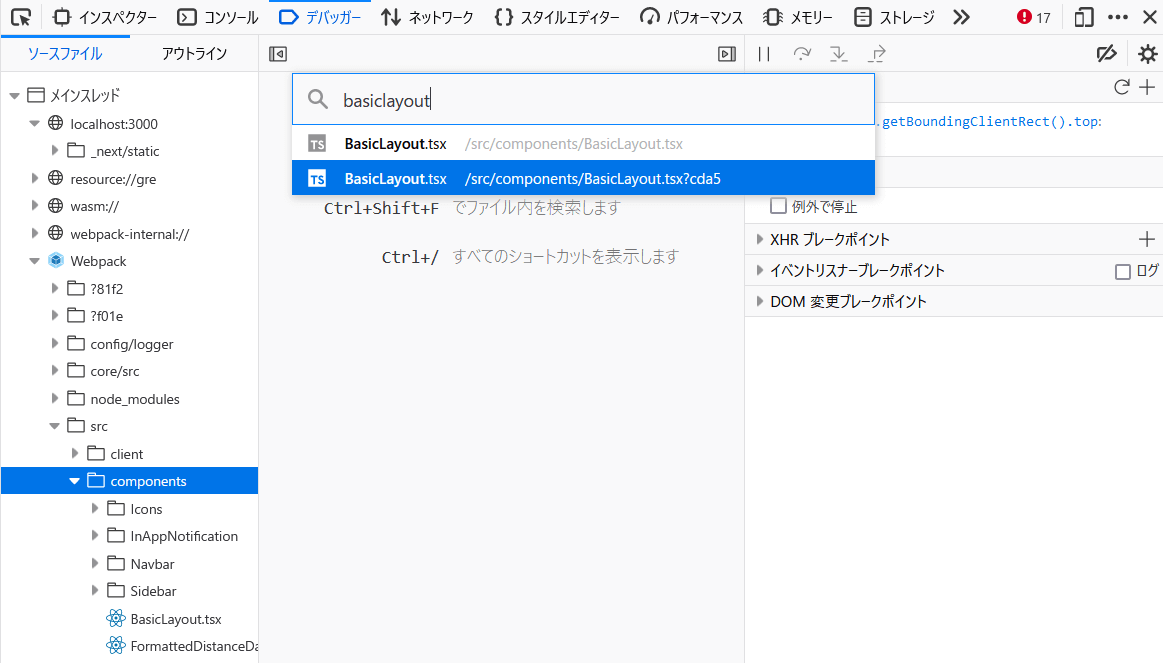 インスペクター コンソール デバッガー ネットワーク {} スタイルエディター パフォーマンス メモリー ストレージ 17
ソースファイル アウトライン
メインスレッド
localhost:3000
_next/static
resource://gre
wasm://
webpack-internal://
Webpack
?81f2
?f01e
config/logger
core/src
node_modules
src
client
components
Icons
InAppNotification
Navbar
Sidebar
BasicLayout.tsx
FormattedDistanceDa
basiclayout
TS BasicLayout.tsx /src/components/BasicLayout.tsx
TS BasicLayout.tsx /src/components/BasicLayout.tsx?cda5
Ctrl+Shift+F でファイル内を検索します
Ctrl+/ すべてのショートカットを表示します
.getBoundingClientRect().top:
例外で停止
XHR ブレークポイント
イベントリスナーブレークポイント ログ
DOM 変更ブレークポイント